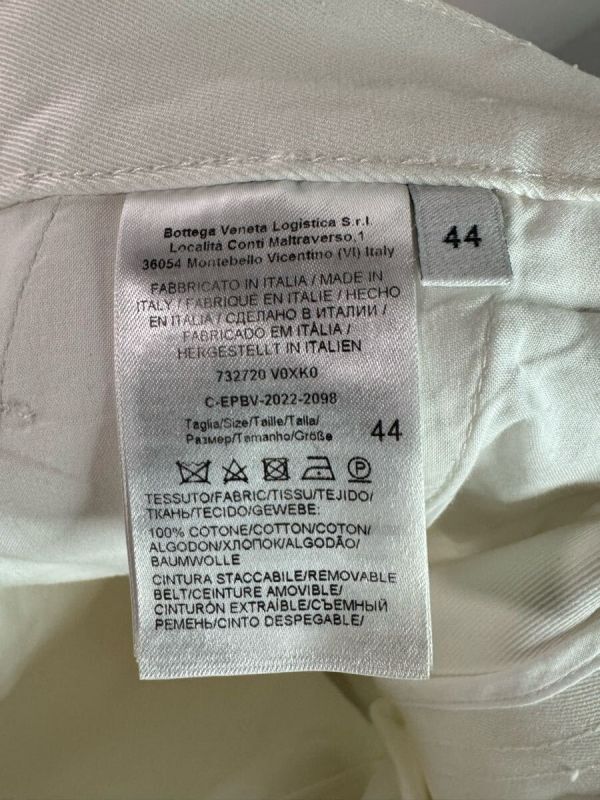 Bottega Veneta Logistica S.r.l.
Località Conti Maltraverso,1
36054 Montebello Vicentino (VI) Italy
44
FABBRICATO IN ITALIA / MADE IN
ITALY / FABRIQUÉ EN ITALIE / HECHO
EN ITALIA / СДЕЛАНО В ИТАЛИИ /
FABRICADO EM ITÁLIA /
HERGESTELLT IN ITALIEN
732720 V0XK0
C-EPBV-2022-2098
Taglia/Size/Taille/Talla/
Размер/Tamanho/Größe
44
TESSUTO/FABRIC/TISSU/TEJIDO/
ТКАНЬ/TECIDO/GEWEBE:
100% COTONE/COTTON/COTON/
ALGODON/ХЛОПОК/ALGODÃO/
BAUMWOLLE
CINTURA STACCABILE/REMOVABLE
BELT/CEINTURE AMOVIBLE/
CINTURÓN EXTRAÍBLE/СЪЕМНЫЙ
РЕМЕНЬ/CINTO DESPEGABLE/